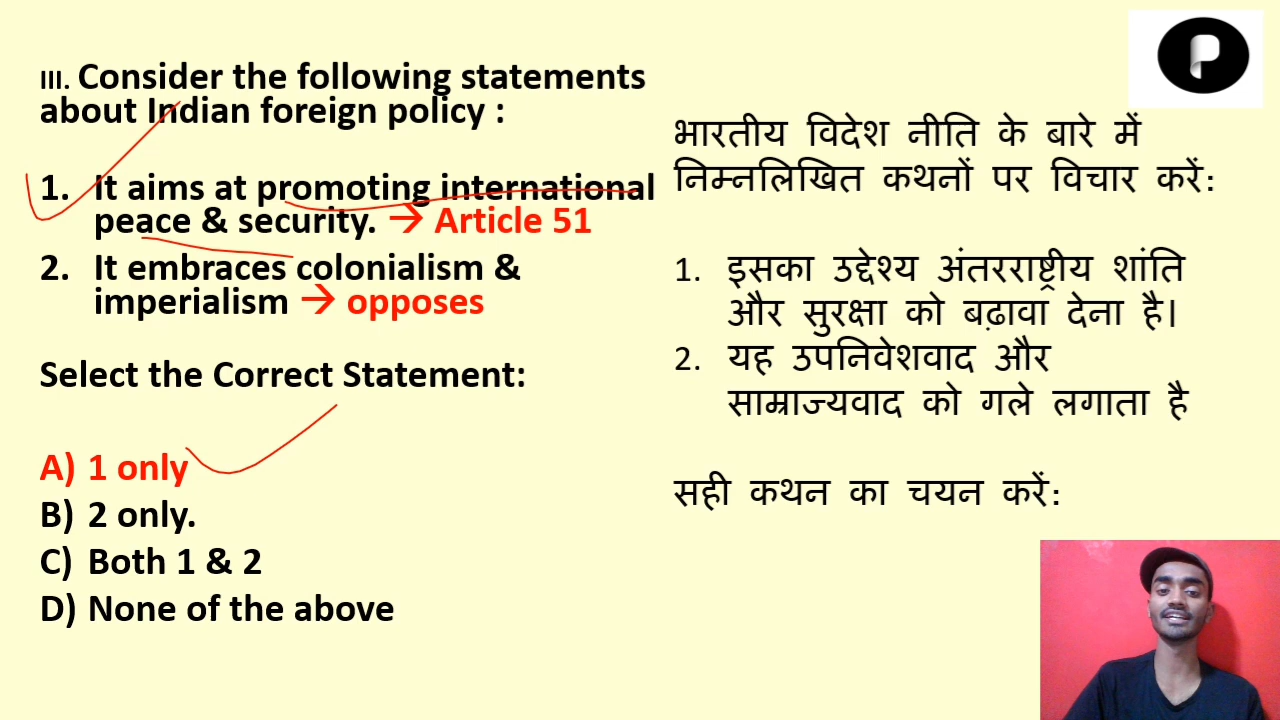 III. Consider the following statements
about Indian foreign policy :
1. It aims at promoting international
peace & security. → Article 51
2. It embraces colonialism &
imperialism → opposes
Select the Correct Statement:
A) 1 only
B) 2 only.
C) Both 1 & 2
D) None of the above
P
भारतीय विदेश नीति के बारे में
निम्नलिखित कथनों पर विचार करें:
1. इसका उद्देश्य अंतरराष्ट्रीय शांति
और सुरक्षा को बढ़ावा देना है।
2. यह उपनिवेशवाद और
साम्राज्यवाद को गले लगाता है
सही कथन का चयन करें: